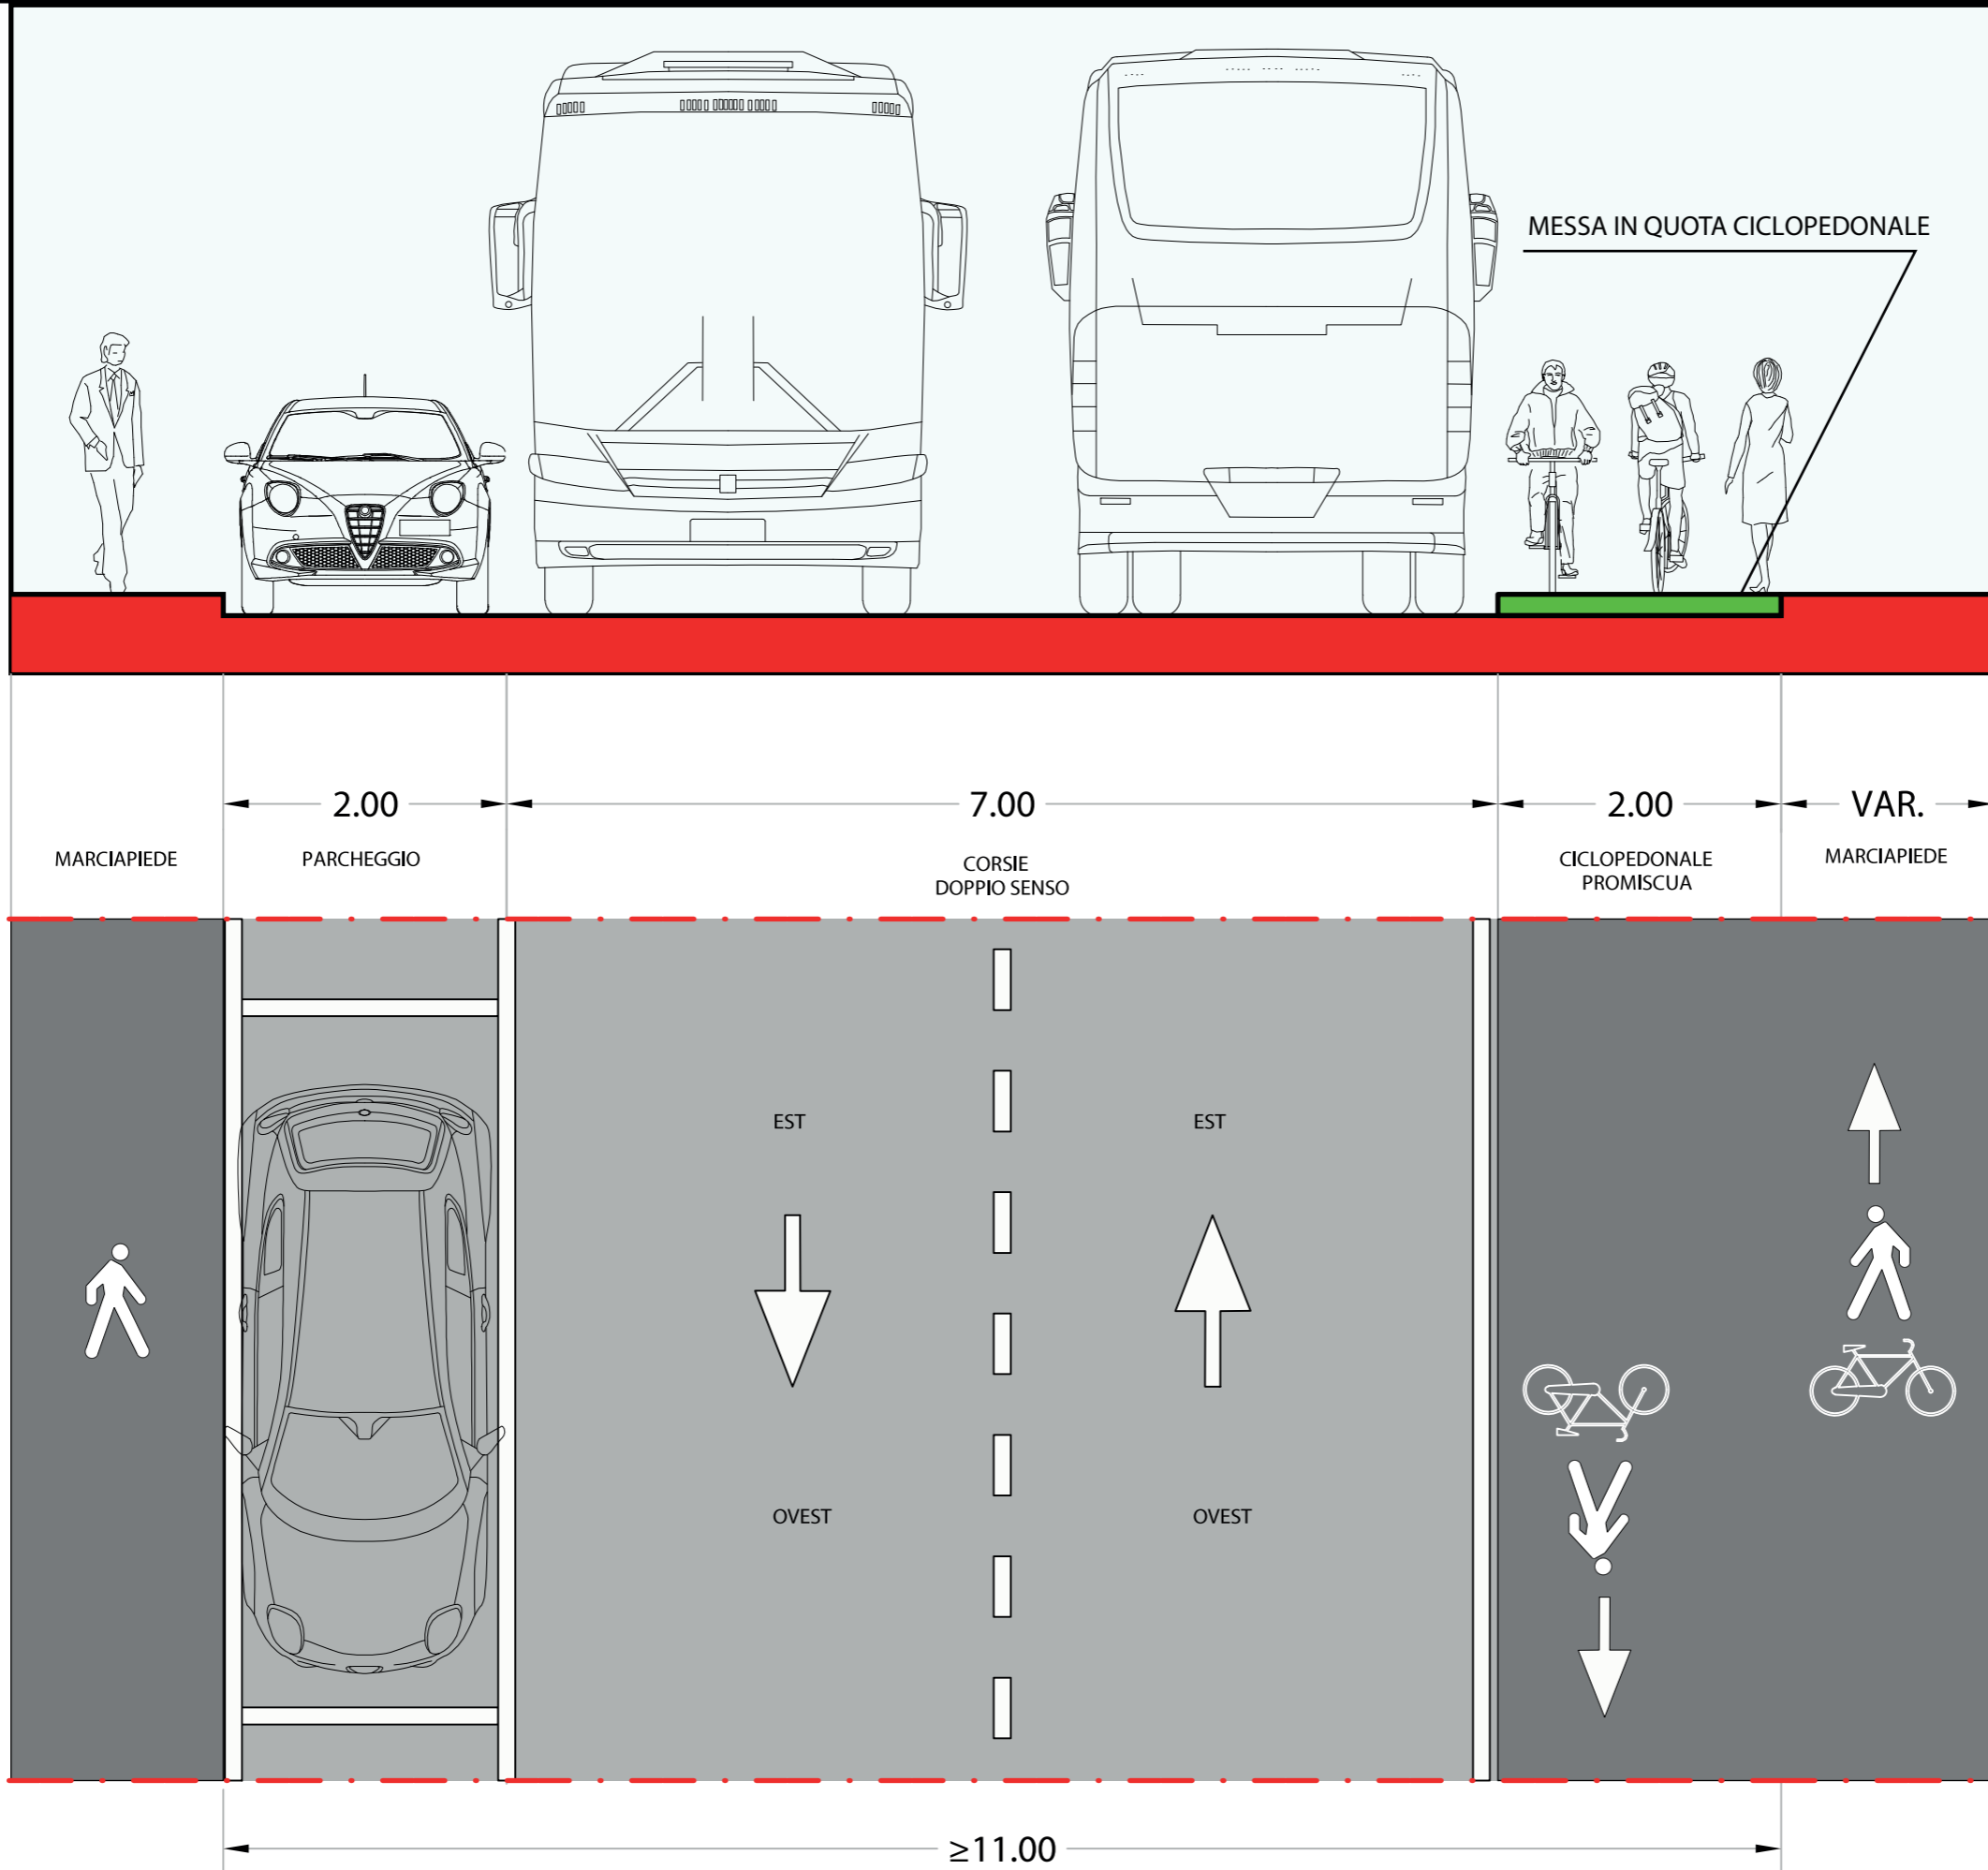 MESSA IN QUOTA CICLOPEDONALE
2.00
7.00
2.00
VAR.
MARCIAPIEDE
PARCHEGGIO
CORSIE
DOPPIO SENSO
CICLOPEDONALE
PROMISCUA
MARCIAPIEDE
EST
EST
OVEST
OVEST
≥11.00